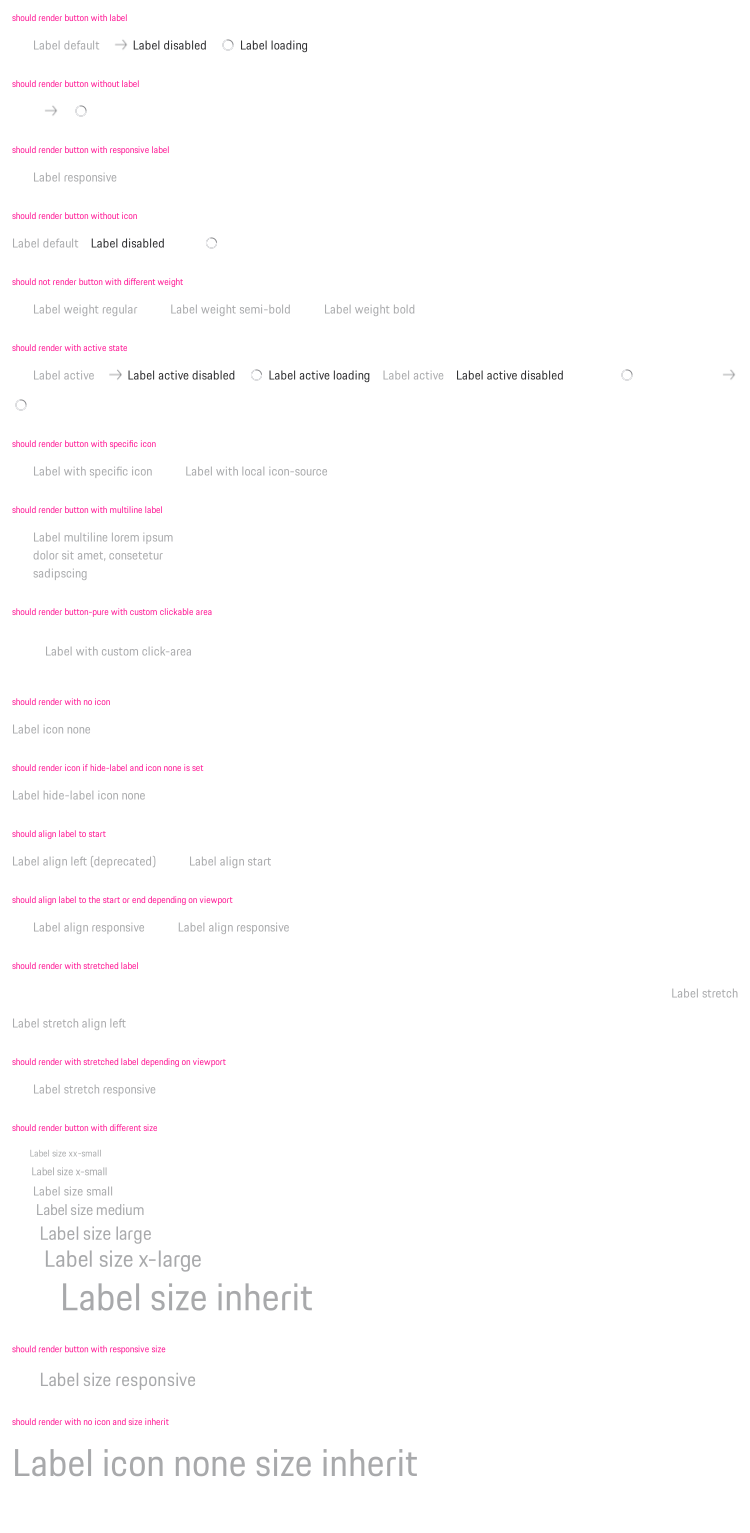 should render button with label
Label default Label disabled Label loading
should render button without label
should render button with responsive label
Label responsive
should render button without icon
Label default Label disabled
should not render button with different weight
Label weight regular Label weight semi-bold Label weight bold
should render with active state
Label active Label active disabled Label active loading Label active Label active disabled
should render button with specific icon
Label with specific icon Label with local icon-source
should render button with multiline label
Label multiline lorem ipsum
dolor sit amet, consetetur
sadipscing
should render button-pure with custom clickable area
Label with custom click-area
should render with no icon
Label icon none
should render icon if hide-label and icon none is set
Label hide-label icon none
should align label to start
Label align left (deprecated) Label align start
should align label to the start or end depending on viewport
Label align responsive Label align responsive
should render with stretched label
Label stretch
Label stretch align left
should render with stretched label depending on viewport
Label stretch responsive
should render button with different size
Label size xx-small
Label size x-small
Label size small
Label size medium
Label size large
Label size x-large
Label size inherit
should render button with responsive size
Label size responsive
should render with no icon and size inherit
Label icon none size inherit